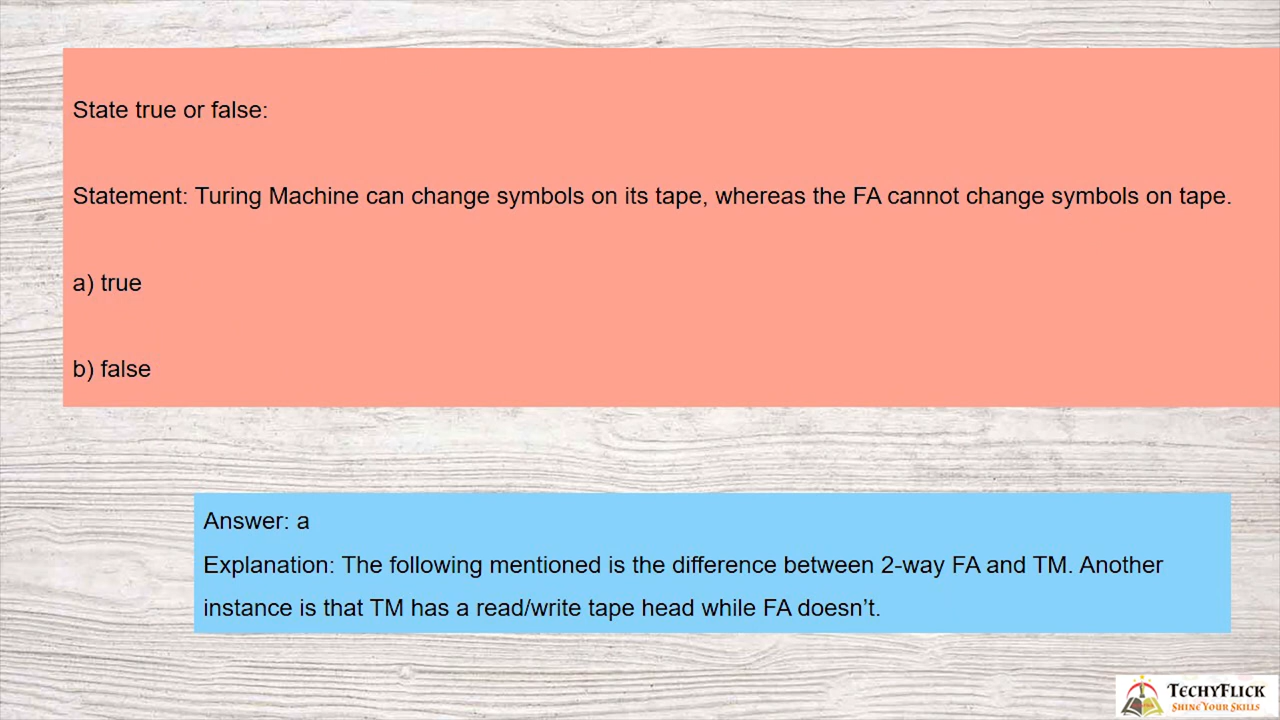 State true or false:
Statement: Turing Machine can change symbols on its tape, whereas the FA cannot change symbols on tape.
a) true
b) false
Answer: a
Explanation: The following mentioned is the difference between 2-way FA and TM. Another
instance is that TM has a read/write tape head while FA doesn’t.
TECHYFLICK
SHINE YOUR SKILLS